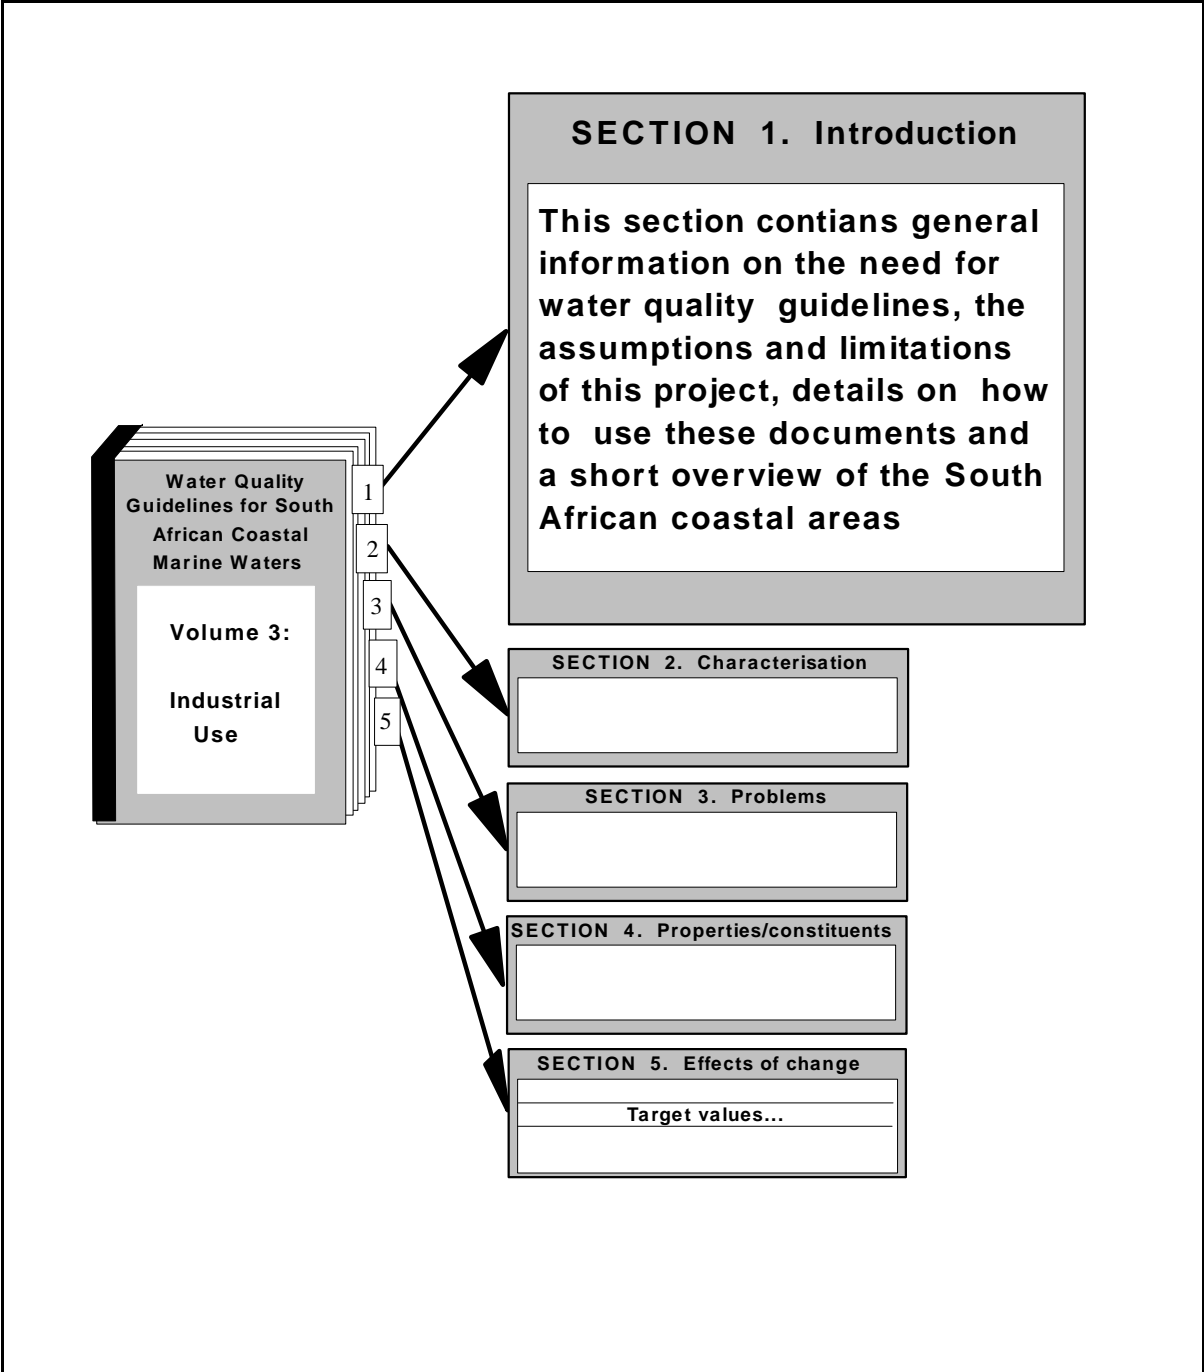 SECTION 1. Introduction
This section contians general
information on the need for
water quality guidelines, the
assumptions and limitations
of this project, details on how
to use these documents and
a short overview of the South
African coastal areas
Water Quality
Guidelines for South
African Coastal
Marine Waters
Volume 3:
Industrial
Use
1
2
3
4
5
SECTION 2. Characterisation
SECTION 3. Problems
SECTION 4. Properties/constituents
SECTION 5. Effects of change
Target values...